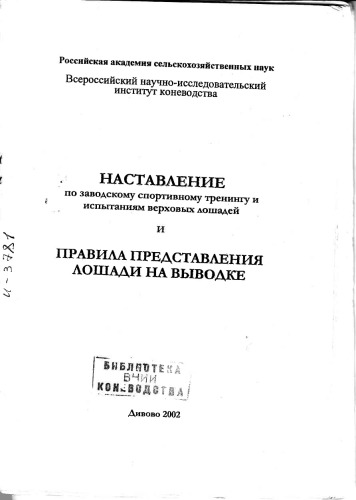 Российская академия сельскохозяйственных наук
Всероссийский научно-исследовательский
институт коневодства
НАСТАВЛЕНИЕ
по заводскому спортивному тренингу и
испытаниям верховых лошадей
И
ПРАВИЛА ПРЕДСТАВЛЕНИЯ
ЛОШАДИ НА ВЫВОДКЕ
и-3781
БИБЛИОТЕКА
ВНИИ
КОНЕВОДСТВА
Дивово 2002